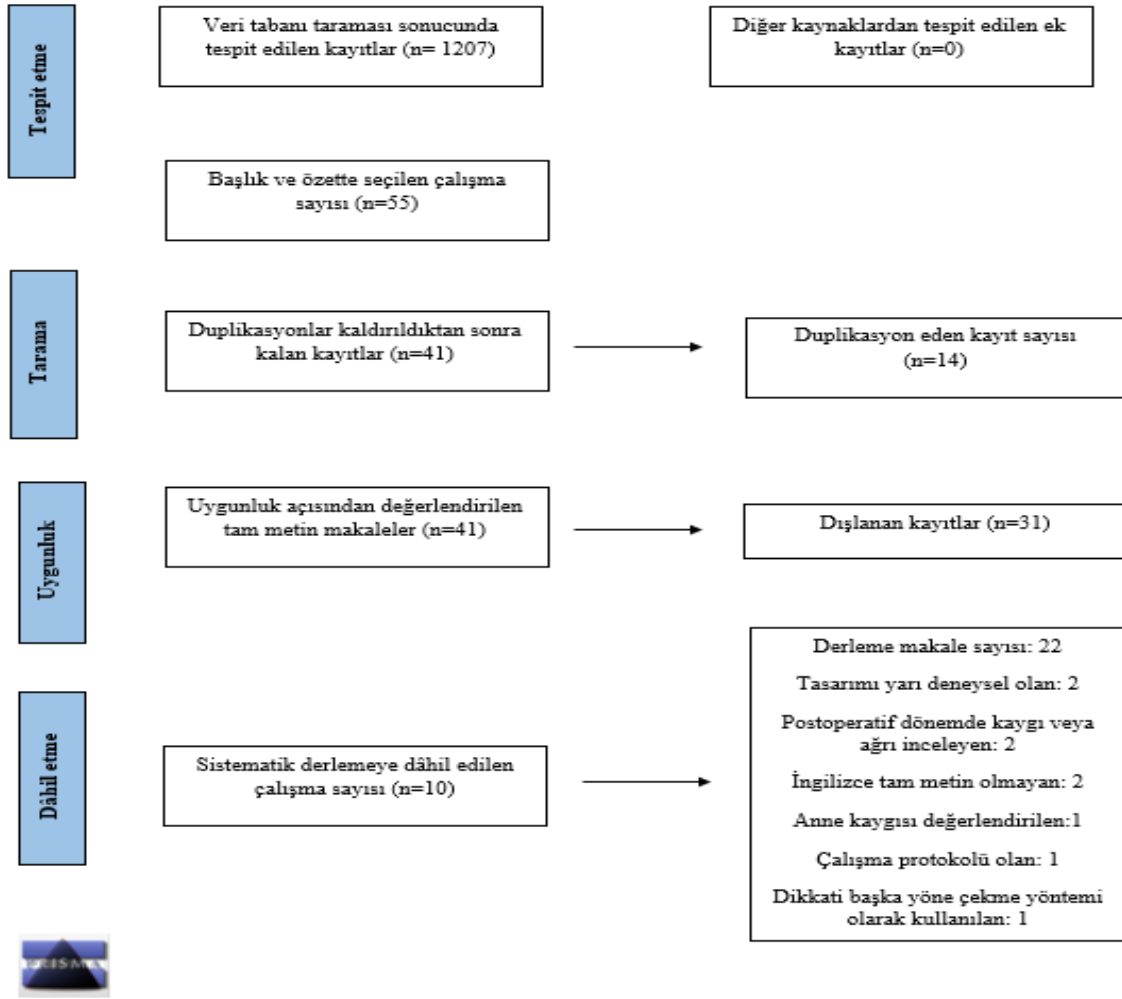 Tespit etme
Veri tabanı taraması sonucunda
tespit edilen kayıtlar (n= 1207)
Diğer kaynaklardan tespit edilen ek
kayıtlar (n=0)
Başlık ve özette seçilen çalışma
sayısı (n=55)
Tarama
Duplikasyonlar kaldırıldıktan sonra
kalan kayıtlar (n=41)
Duplikasyon eden kayıt sayısı
(n=14)
Uygunluk
Uygunluk açısından değerlendirilen
tam metin makaleler (n=41)
Dışlanan kayıtlar (n=31)
Dâhil etme
Sistematik derlemeye dâhil edilen
çalışma sayısı (n=10)
Derleme makale sayısı: 22
Tasarımı yarı deneysel olan: 2
Postoperatif dönemde kaygı veya
ağrı inceleyen: 2
İngilizce tam metin olmayan: 2
Anne kaygısı değerlendirilen:1
Çalışma protokolü olan: 1
Dikkati başka yöne çekme yöntemi
olarak kullanılan: 1
PRISMA